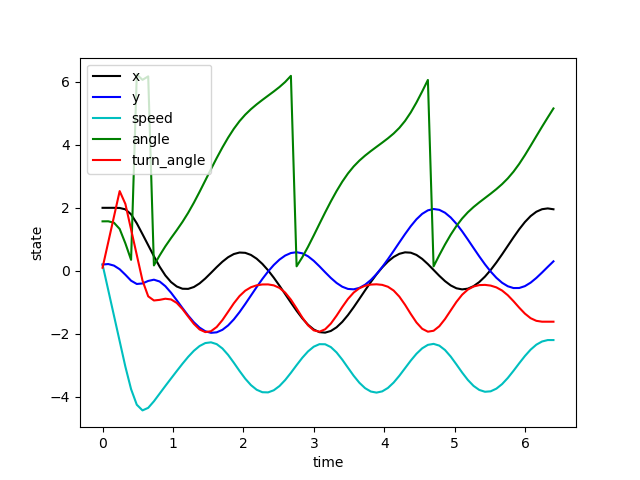 x
y
speed
angle
turn_angle
state
6
4
2
0
−2
−4
0 1 2 3 4 5 6
time